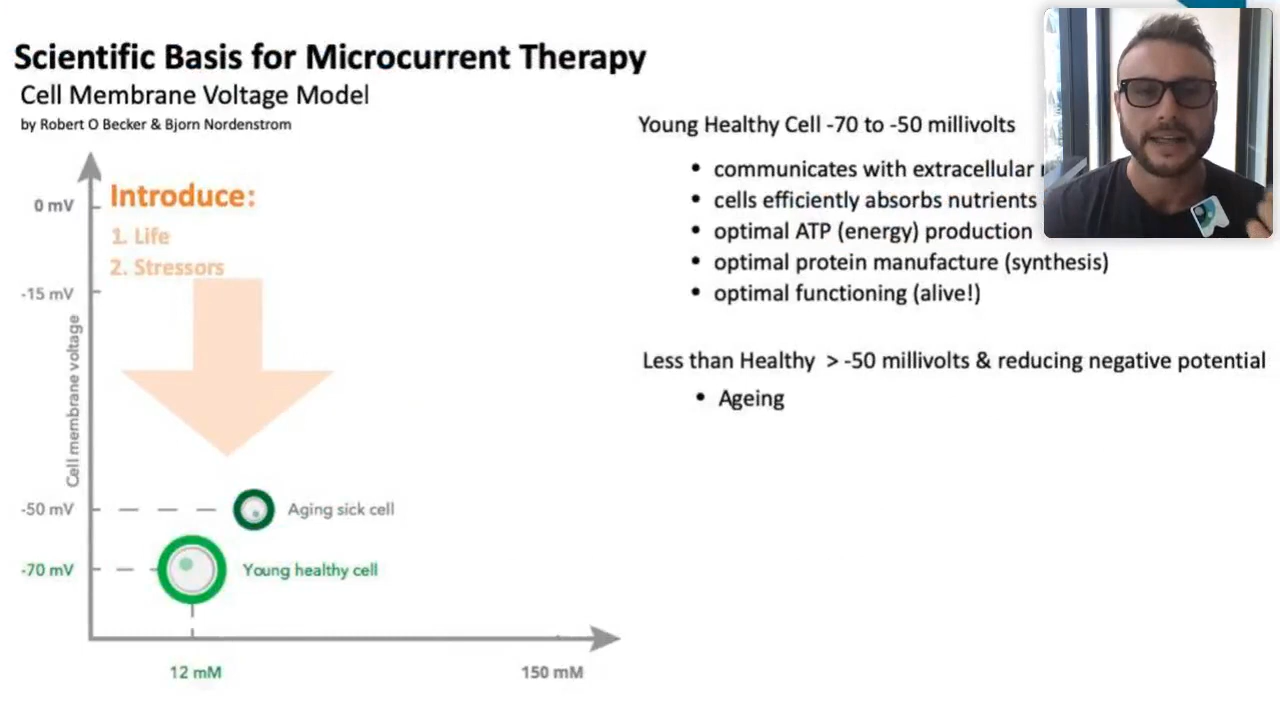 Scientific Basis for Microcurrent Therapy
Cell Membrane Voltage Model
by Robert O Becker & Bjorn Nordenstrom
0 mV
-15 mV
-50 mV
-70 mV
Cell membrane voltage
Introduce:
1. Life
2. Stressors
Aging sick cell
Young healthy cell
12 mM
150 mM
Young Healthy Cell -70 to -50 millivolts
• communicates with extracellular
• cells efficiently absorbs nutrients
• optimal ATP (energy) production
• optimal protein manufacture (synthesis)
• optimal functioning (alive!)
Less than Healthy > -50 millivolts & reducing negative potential
• Ageing